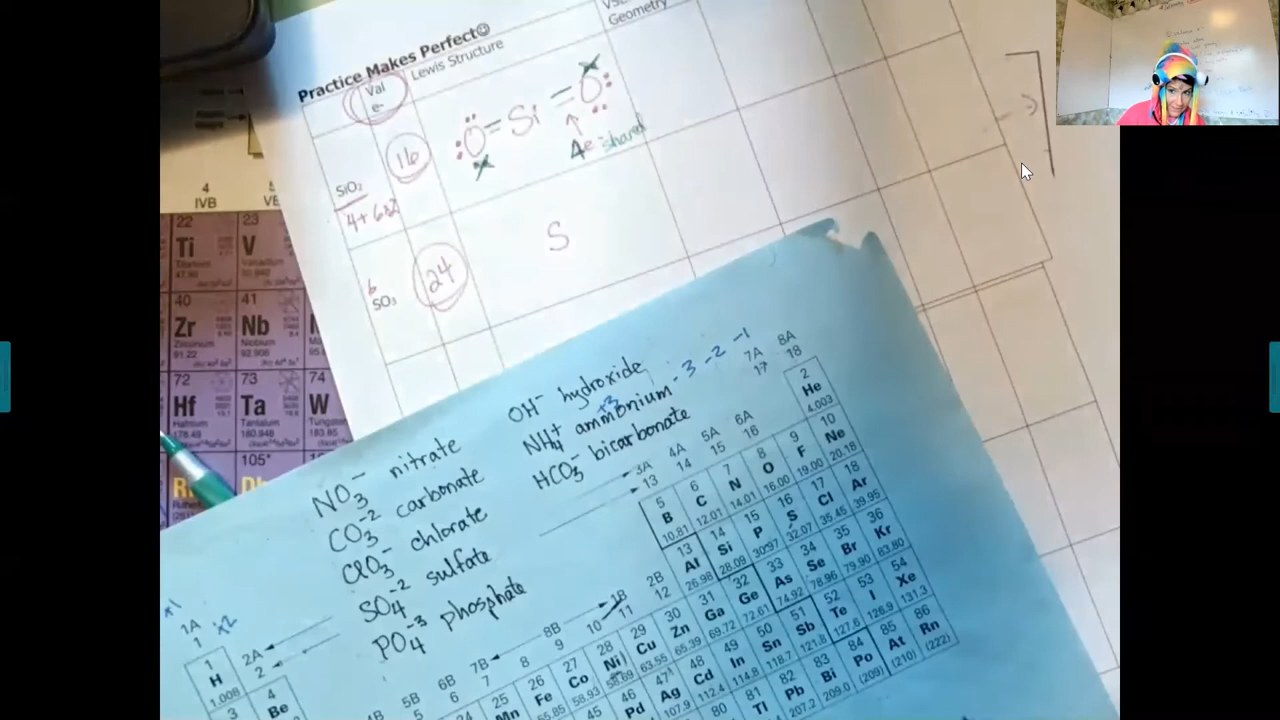 Practice Makes Perfect☺
Val
e-
Lewis Structure
Geometry
SiO₂
4+6x2
16
:Ö=Si=Ö:
4e shared
6
SO₃
24
S
4
IVB
22
Ti
47.90
23
V
40
Zr
Zirconium
91.22
41
Nb
Niobium
92.906
72
Hf
Hafnium
178.49
73
Ta
Tantalum
180.948
74
W
Tungsten
183.85
105*
OH⁻ hydroxide
NH₄⁺ ammonium
HCO₃⁻ bicarbonate
NO₃⁻ nitrate
CO₃⁻² carbonate
ClO₃⁻ chlorate
SO₄⁻² sulfate
PO₄⁻³ phosphate
+3 -3 -2 -1
3A 4A 5A 6A 7A 8A
13 14 15 16 17 18
2
He
4.003
5 6 7 8 9 10
B C N O F Ne
10.81 12.01 14.01 16.00 19.00 20.18
13 14 15 16 17 18
Al Si P S Cl Ar
26.98 28.09 30.97 32.07 35.45 39.95
+1
1A
1
+2
2A
2
1
H
1.008
3
4
Be
4B 5B 6B 7B 8B 1B 2B
5 6 7 8 9 10 11 12
25 26 27 28 29 30 31 32 33 34 35 36
Mn Fe Co Ni Cu Zn Ga Ge As Se Br Kr
55.85 58.93 58.69 63.55 65.39 69.72 72.61 74.92 78.96 79.90 83.80
45 46 47 48 49 50 51 52 53 54
Pd Ag Cd In Sn Sb Te I Xe
107.9 112.4 114.8 118.7 121.8 127.6 126.9 131.3
80 81 82 83 84 85 86
Tl Pb Bi Po At Rn
207.2 209.0 (209) (210) (222)